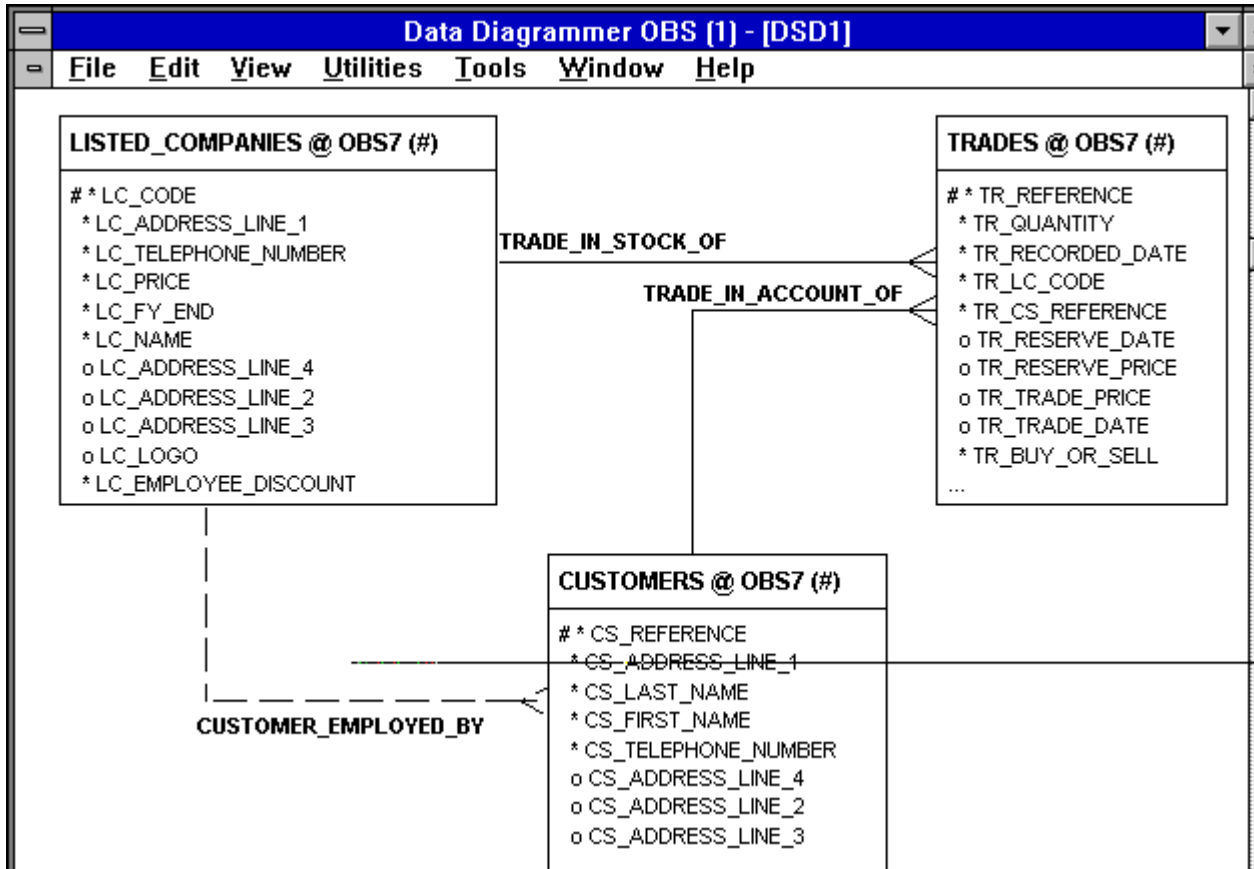 Data Diagrammer OBS (1) - [DSD1]
File Edit View Utilities Tools Window Help
LISTED_COMPANIES @ OBS7 (#)
# * LC_CODE
* LC_ADDRESS_LINE_1
* LC_TELEPHONE_NUMBER
* LC_PRICE
* LC_FY_END
* LC_NAME
o LC_ADDRESS_LINE_4
o LC_ADDRESS_LINE_2
o LC_ADDRESS_LINE_3
o LC_LOGO
* LC_EMPLOYEE_DISCOUNT
TRADE_IN_STOCK_OF
TRADE_IN_ACCOUNT_OF
TRADES @ OBS7 (#)
# * TR_REFERENCE
* TR_QUANTITY
* TR_RECORDED_DATE
* TR_LC_CODE
* TR_CS_REFERENCE
o TR_RESERVE_DATE
o TR_RESERVE_PRICE
o TR_TRADE_PRICE
o TR_TRADE_DATE
* TR_BUY_OR_SELL
...
CUSTOMER_EMPLOYED_BY
CUSTOMERS @ OBS7 (#)
# * CS_REFERENCE
* CS_ADDRESS_LINE_1
* CS_LAST_NAME
* CS_FIRST_NAME
* CS_TELEPHONE_NUMBER
o CS_ADDRESS_LINE_4
o CS_ADDRESS_LINE_2
o CS_ADDRESS_LINE_3